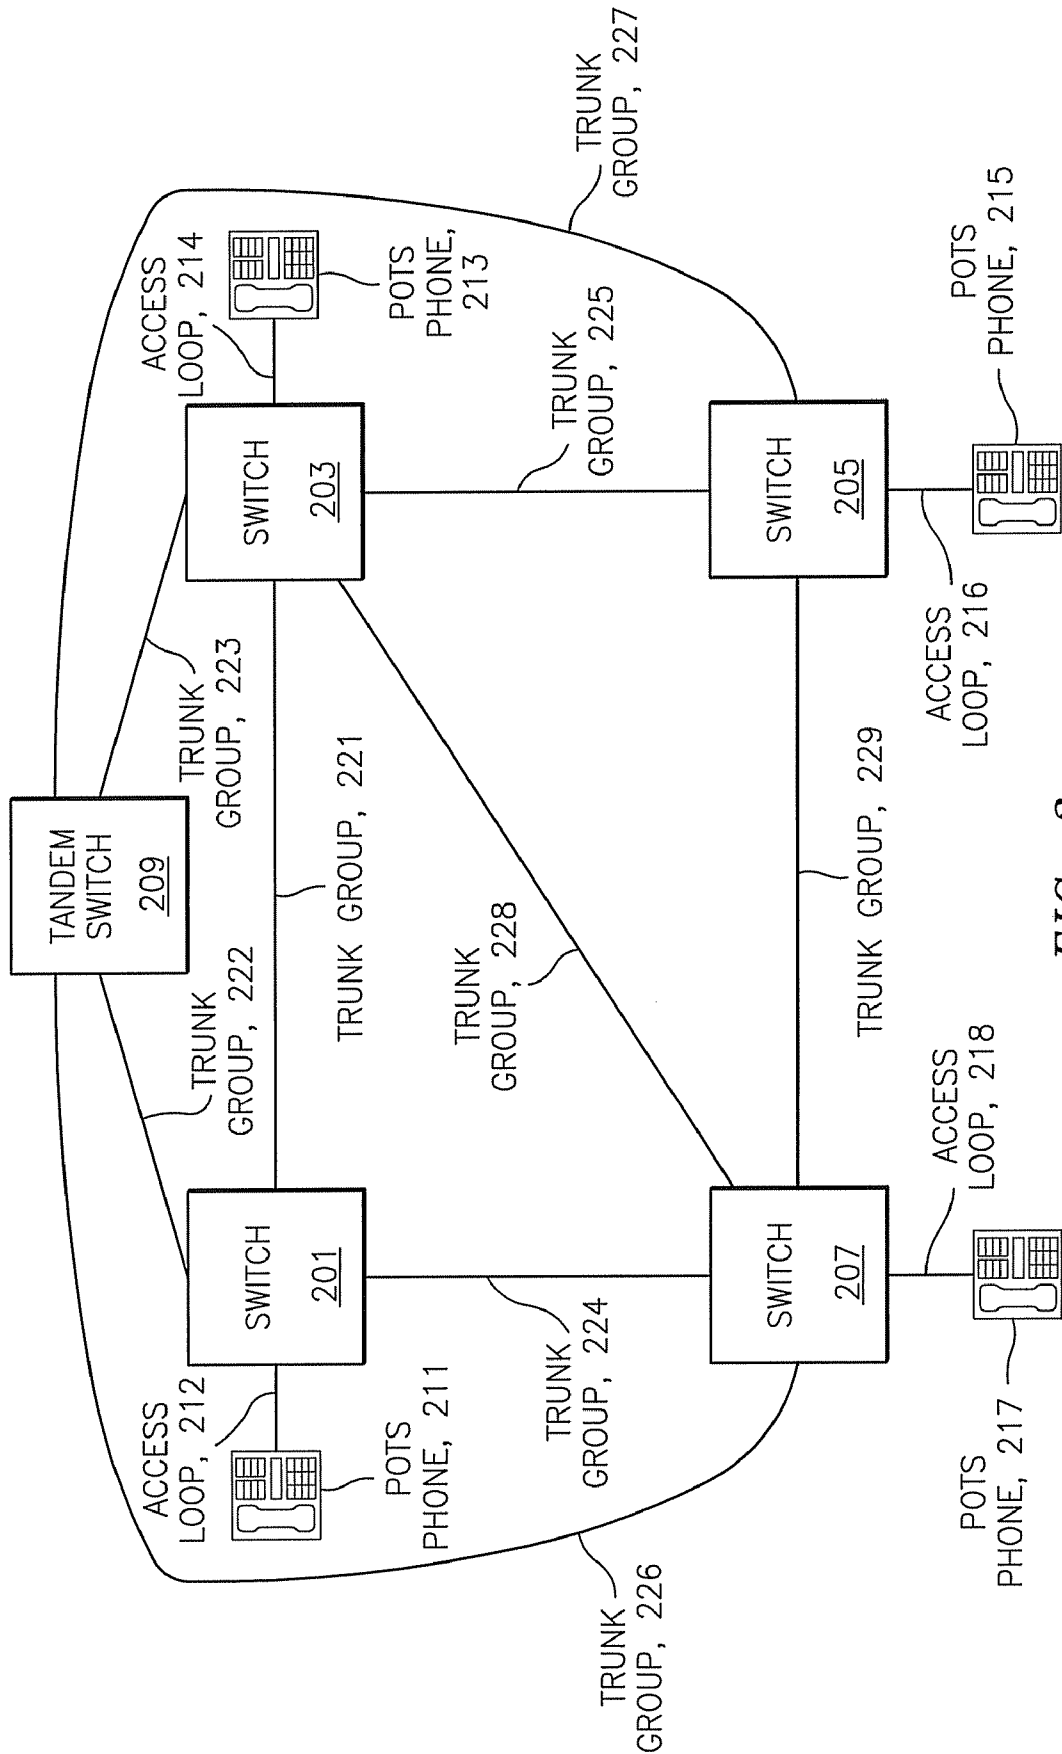 TANDEM
SWITCH
209
ACCESS
LOOP, 212
TRUNK
GROUP, 222
TRUNK
GROUP, 223
ACCESS
LOOP, 214
SWITCH
201
SWITCH
203
POTS
PHONE, 211
TRUNK GROUP, 221
POTS
PHONE,
213
TRUNK
GROUP, 226
TRUNK
GROUP, 224
TRUNK
GROUP, 228
TRUNK
GROUP, 225
TRUNK
GROUP, 227
SWITCH
207
TRUNK GROUP, 229
SWITCH
205
POTS
PHONE, 217
ACCESS
LOOP, 218
ACCESS
LOOP, 216
POTS
PHONE, 215
FIG.